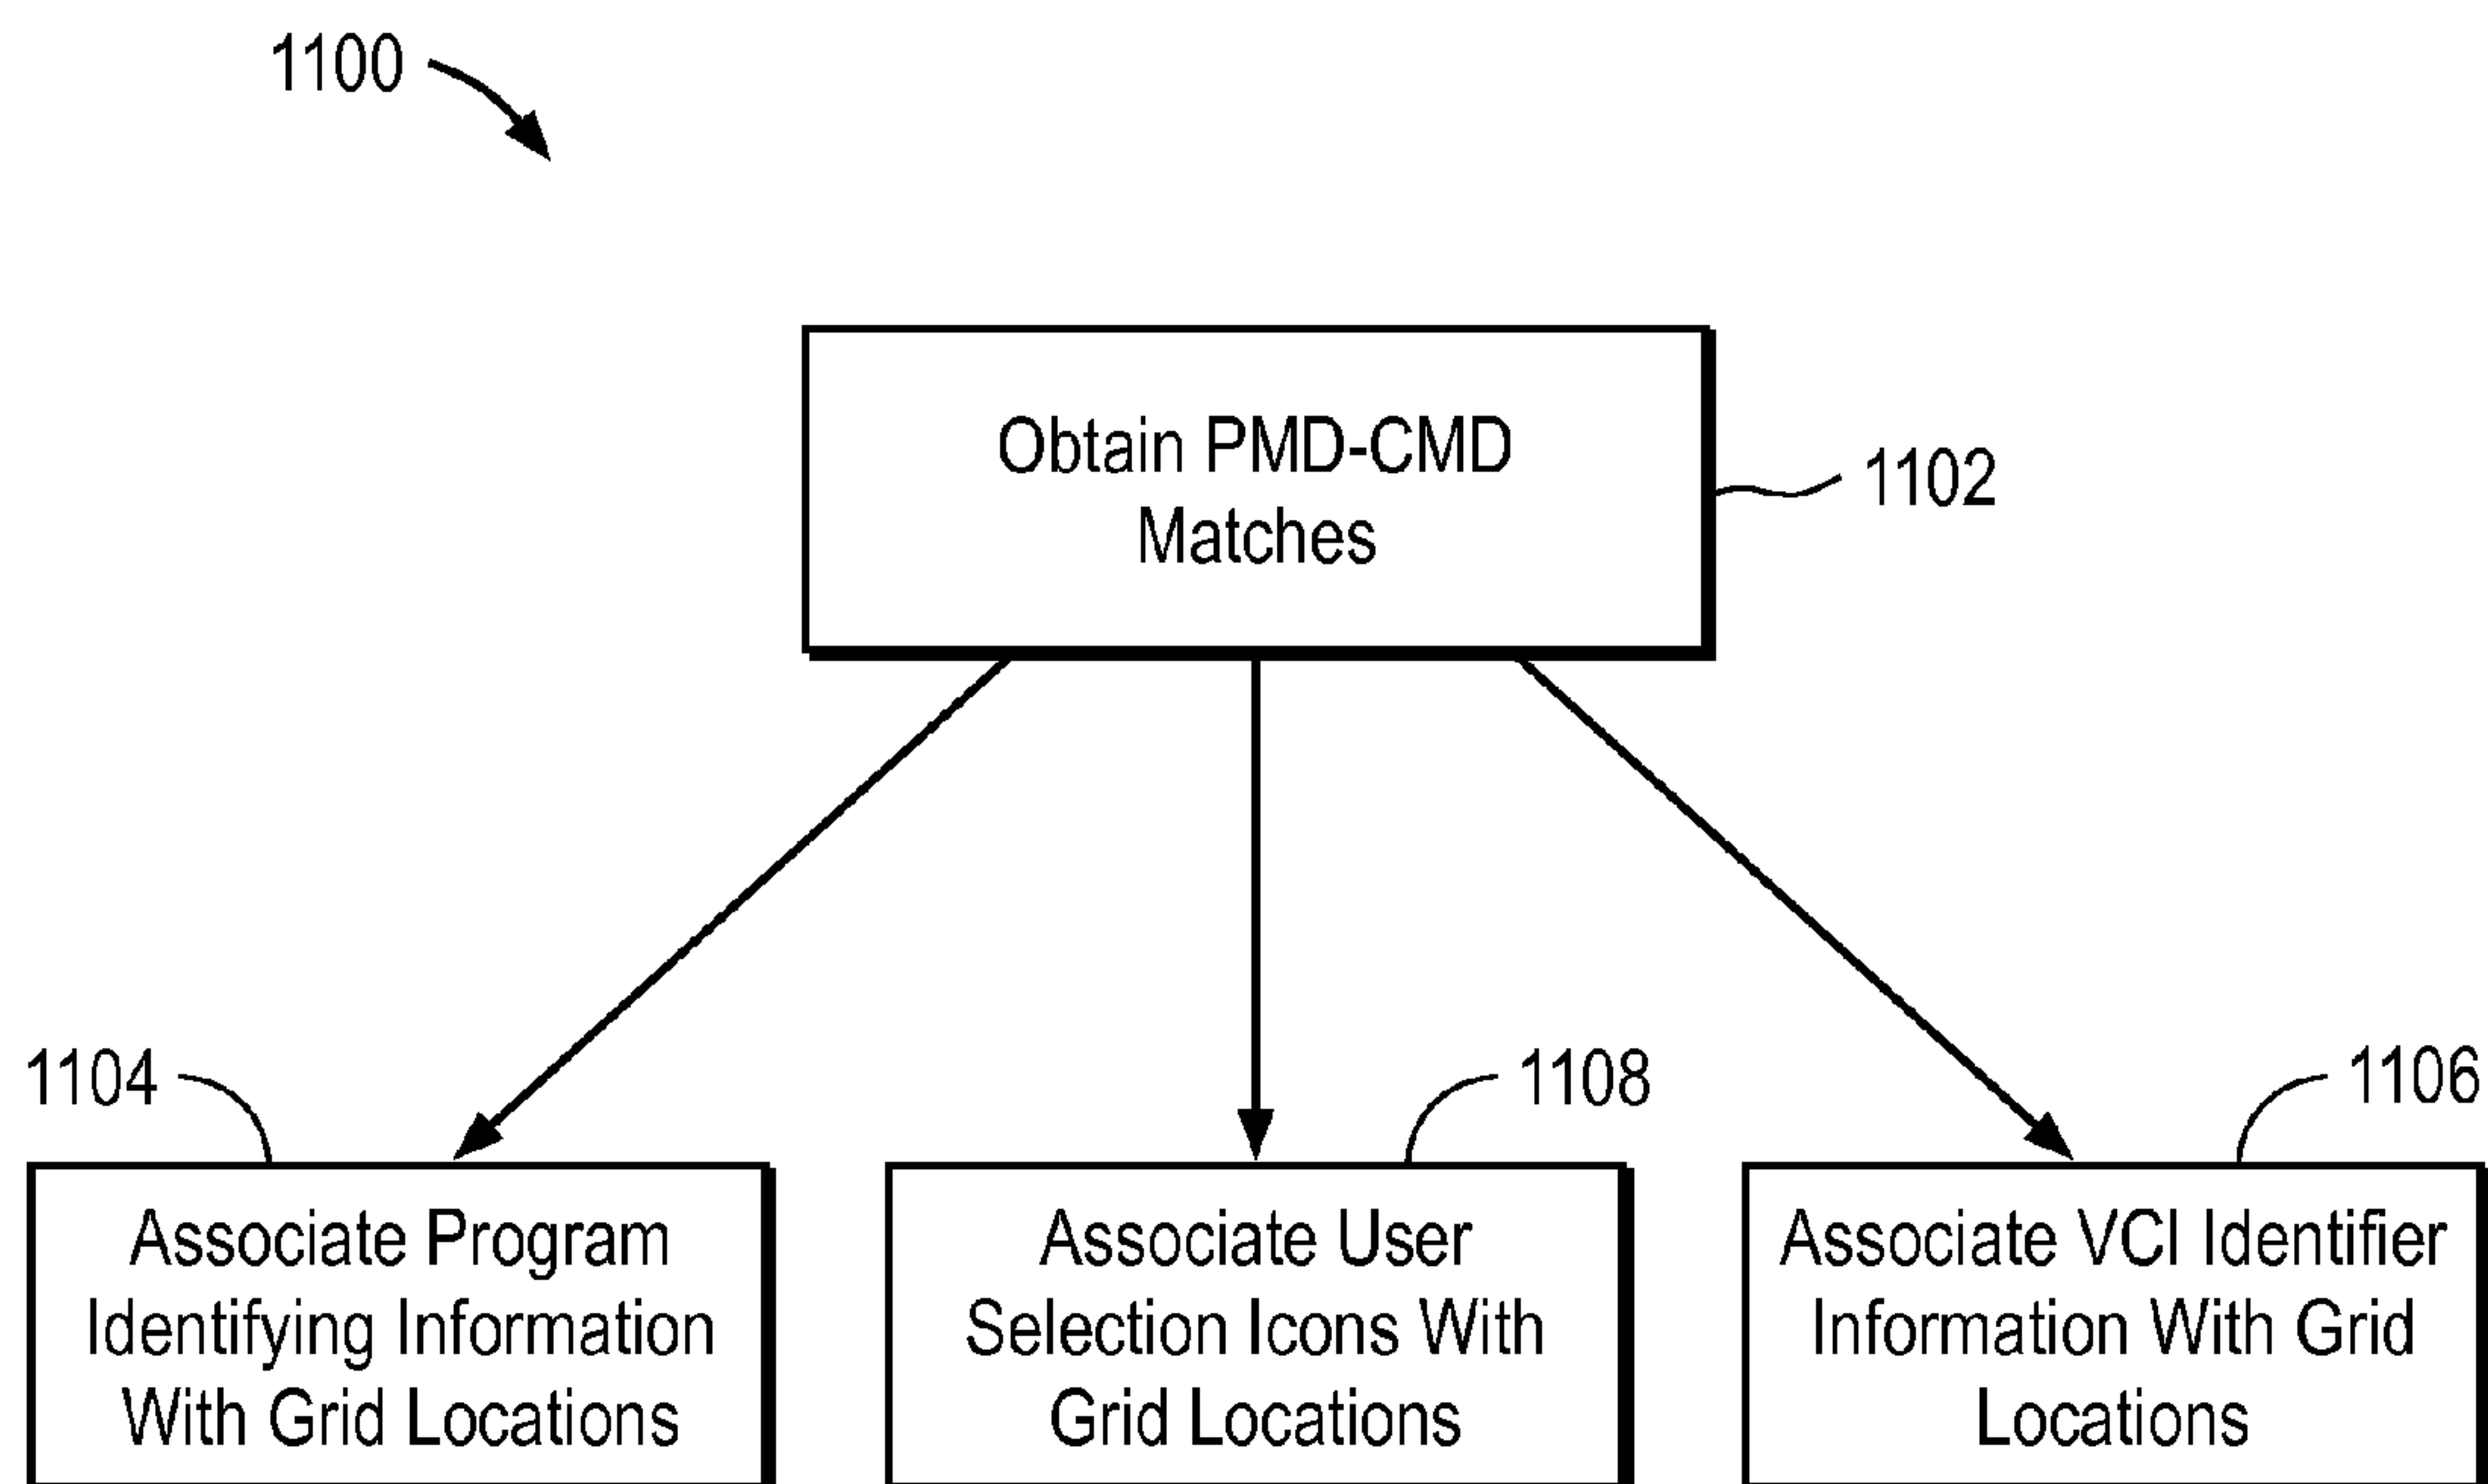 1100
Obtain PMD-CMD
Matches
1102
1104
1108
1106
Associate Program
Identifying Information
With Grid Locations
Associate User
Selection Icons With
Grid Locations
Associate VCI Identifier
Information With Grid
Locations